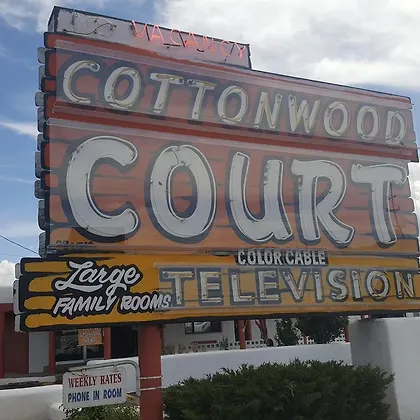 VACANCY
COTTONWOOD
COURT
COLOR CABLE
Large
FAMILY ROOMS
TELEVISION
WEEKLY RATES
PHONE IN ROOM